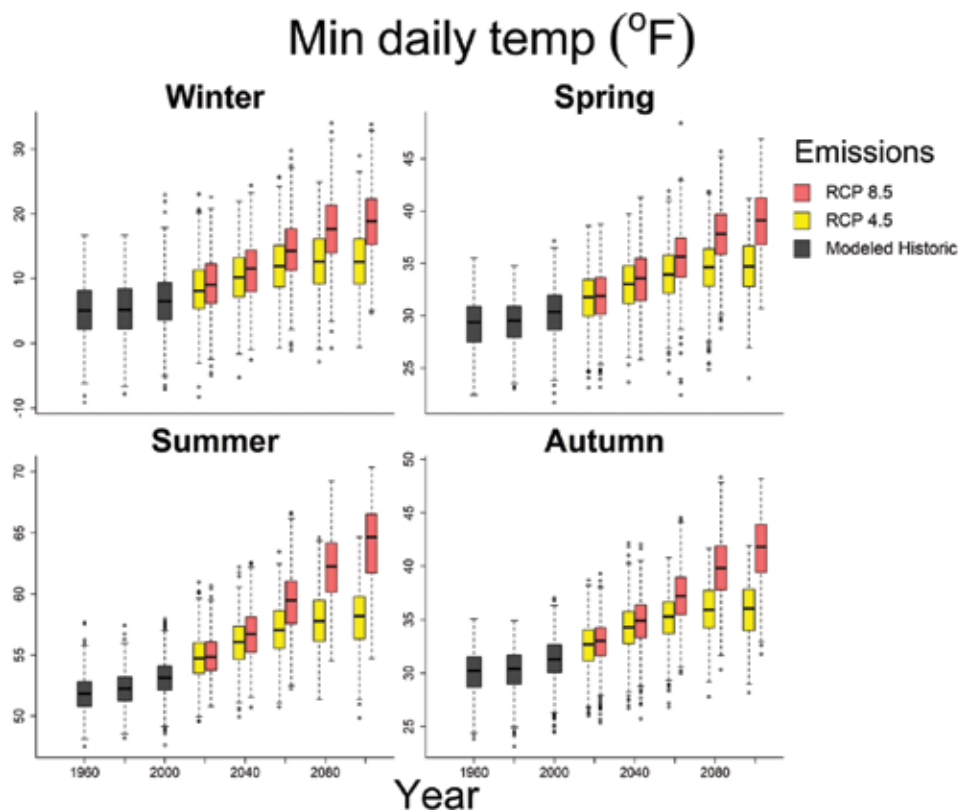 Min daily temp (°F)
Winter
Spring
Emissions
RCP 8.5
RCP 4.5
Modeled Historic
30
20
10
0
-10
45
40
35
30
25
Summer
Autumn
70
65
60
55
50
50
45
40
35
30
25
1960 2000 2040 2060
1960 2000 2040 2080
Year